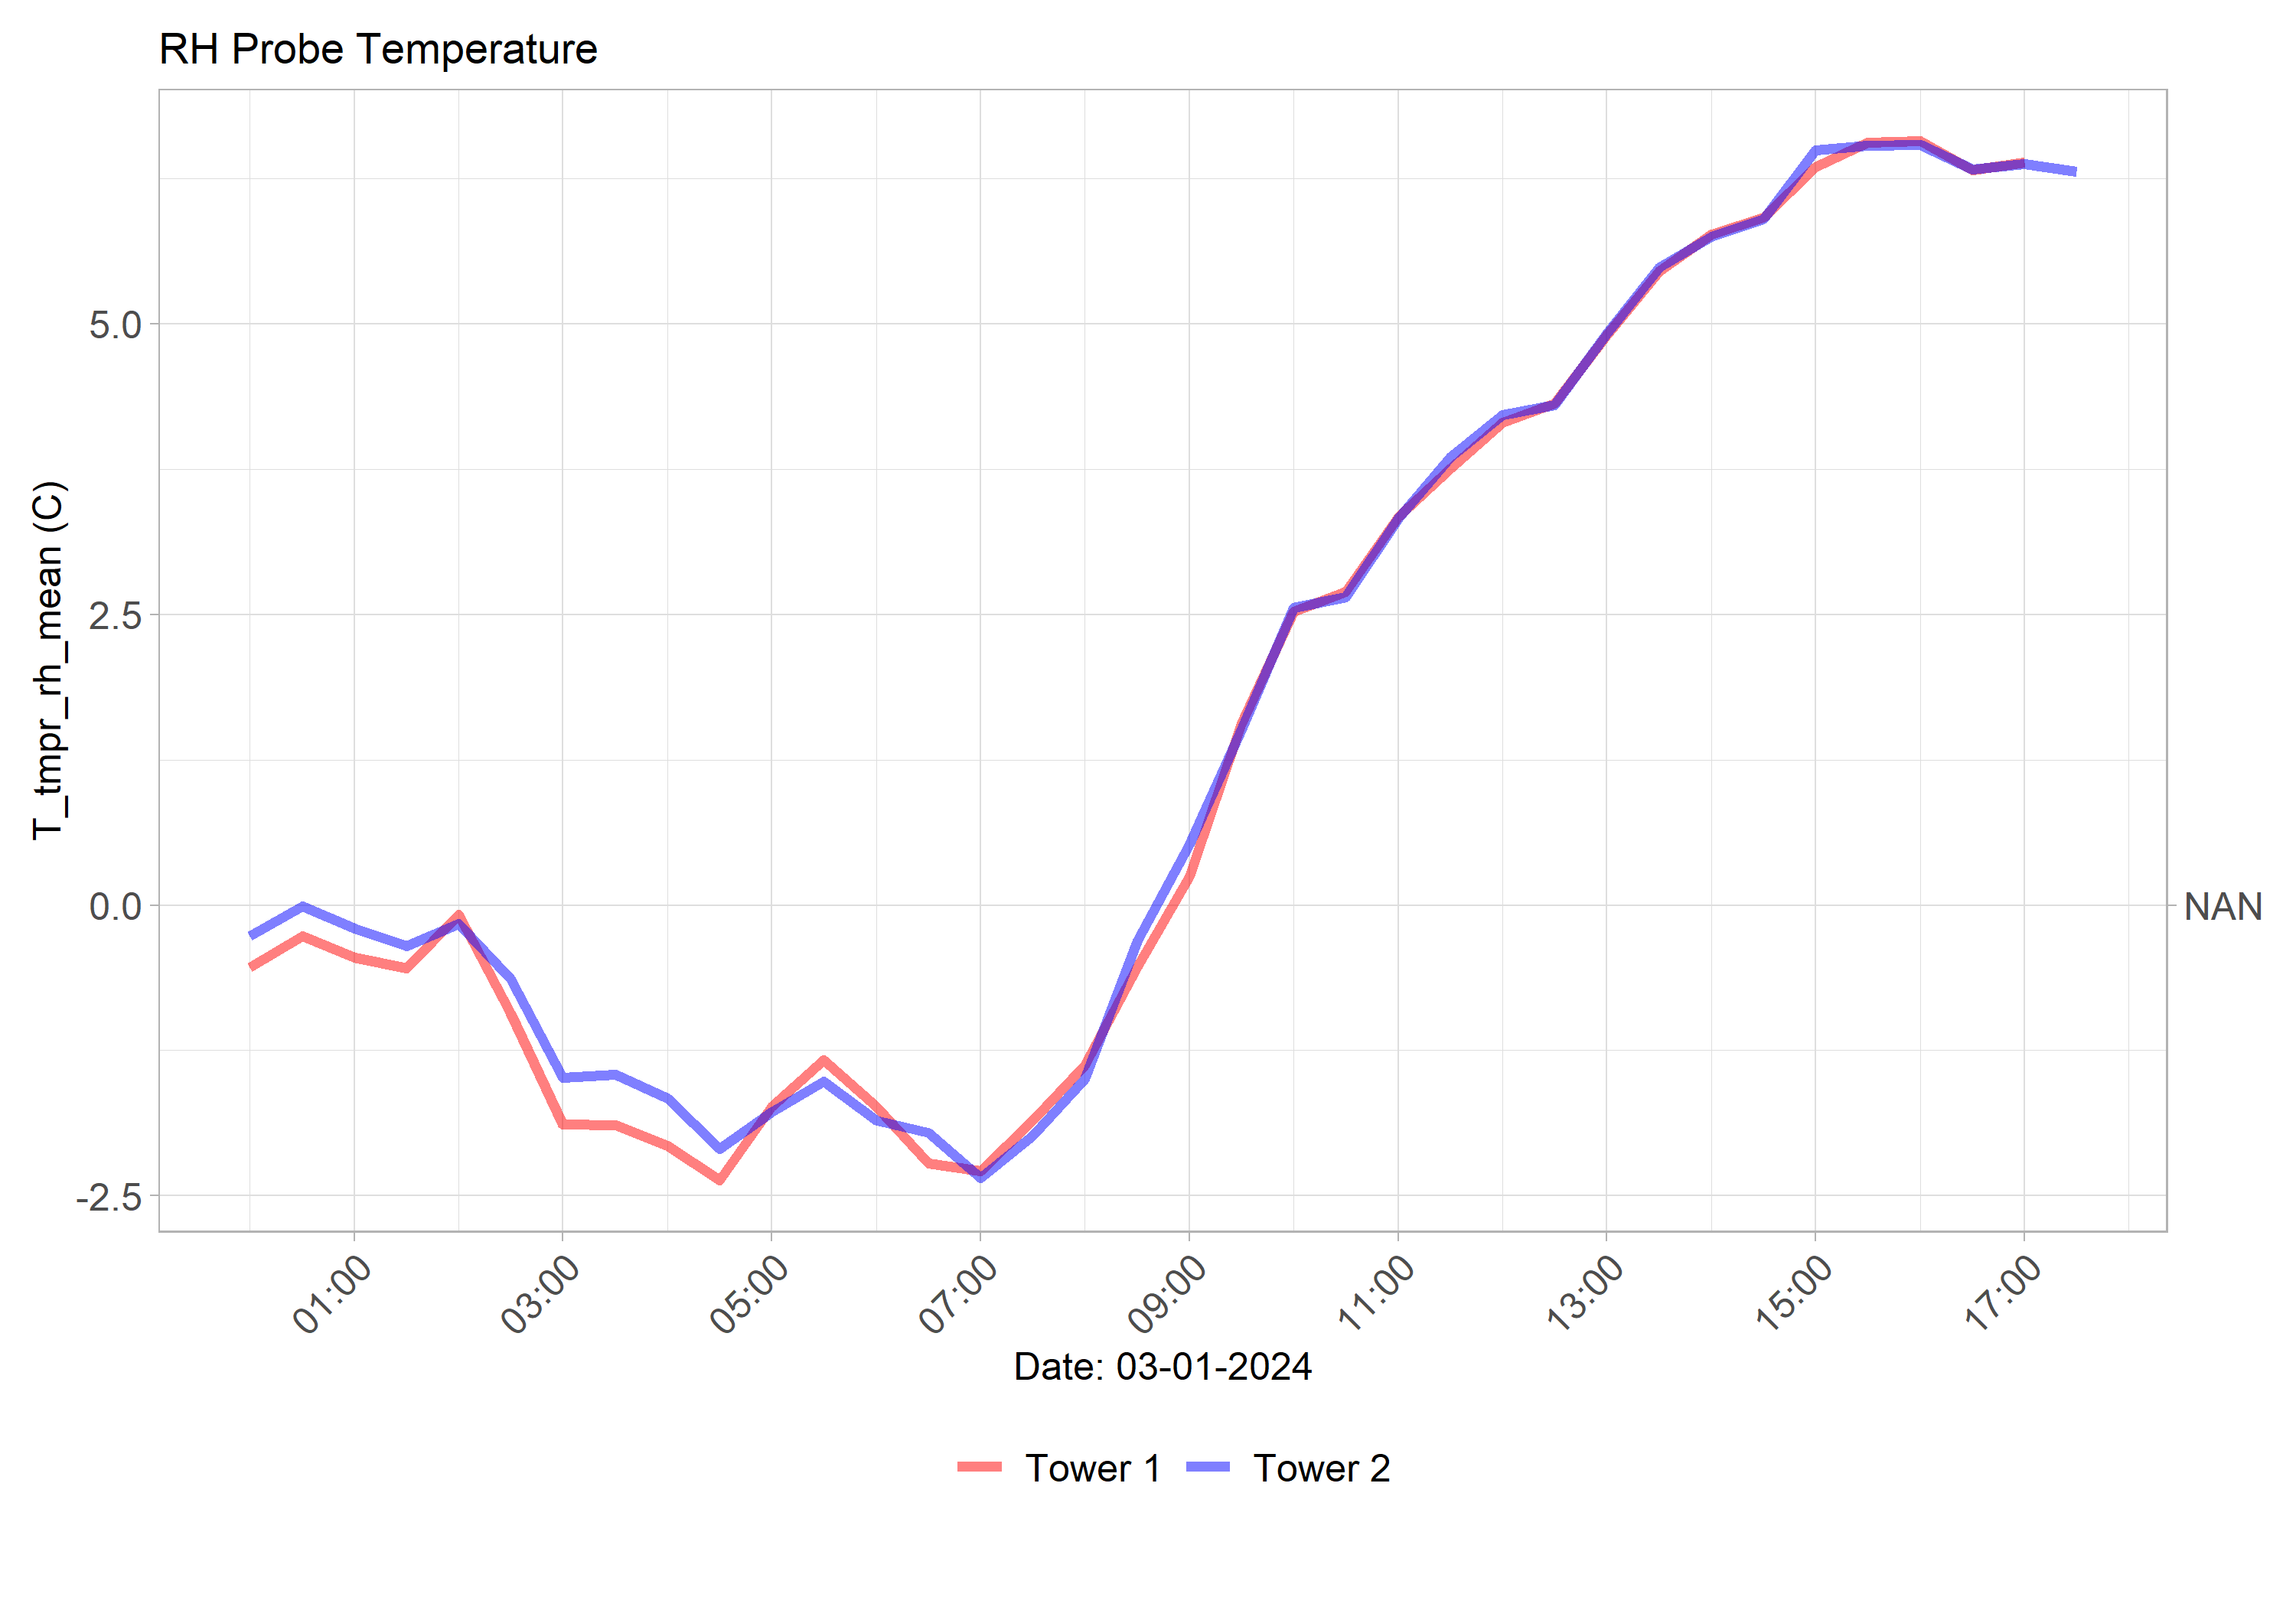 RH Probe Temperature
T_tmpr_rh_mean (C)
5.0
2.5
0.0
-2.5
NAN
01:00
03:00
05:00
07:00
09:00
11:00
13:00
15:00
17:00
Date: 03-01-2024
Tower 1
Tower 2